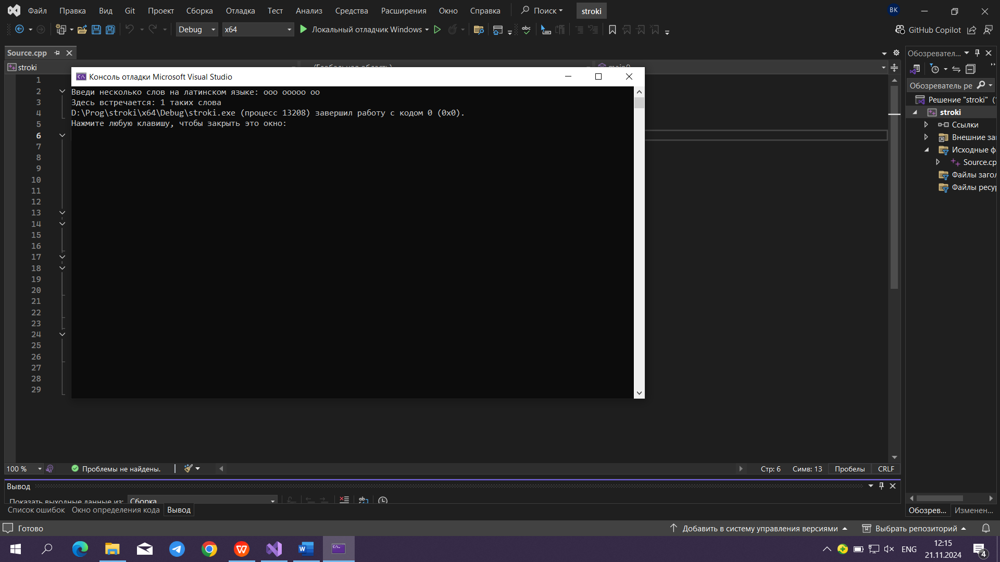 Файл Правка Вид Git Проект Сборка Отладка Тест Анализ Средства Расширения Окно Справка Поиск stroki ВК
Debug x64 Локальный отладчик Windows abc GitHub Copilot
Source.cpp
Обозревател...
stroki (Глобальная область) main()
Консоль отладки Microsoft Visual Studio
Введи несколько слов на латинском языке: ooo ooooo oo
Здесь встречается: 1 таких слова
D:\Prog\stroki\x64\Debug\stroki.exe (процесс 13208) завершил работу с кодом 0 (0x0).
Нажмите любую клавишу, чтобы закрыть это окно:
1
2
3
4
5
6
7
8
9
10
11
12
13
14
15
16
17
18
19
20
21
22
23
24
25
26
27
28
29
Обозреватель ре
Решение "stroki" (
stroki
Ссылки
Внешние за
Исходные ф
Source.cp
Файлы загол
Файлы ресур
100 % Проблемы не найдены. Стр: 6 Симв: 13 Пробелы CRLF
Вывод
Показать выходные данные из: Сборка
Список ошибок Окно определения кода Вывод
Обозрев... Изменен...
Готово Добавить в систему управления версиями Выбрать репозиторий
ENG 12:15
21.11.2024
4